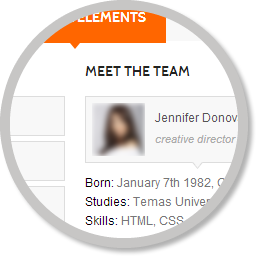 ELEMENTS
MEET THE TEAM
Jennifer Donov
creative director
Born: January 7th 1982,
Studies: Temas Univer
Skills: HTML, CSS